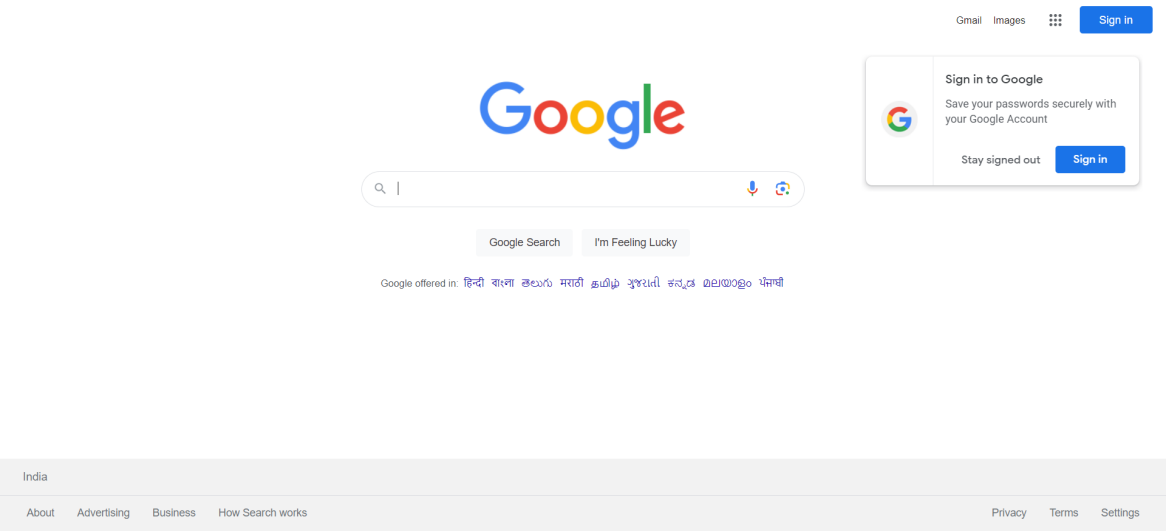 Gmail Images Sign in
Sign in to Google
Save your passwords securely with
your Google Account
Stay signed out Sign in
Google
Google Search I'm Feeling Lucky
Google offered in: हिन्दी বাংলা తెలుగు मराठी தமிழ் ગુજરાતી ಕನ್ನಡ മലയാളം ਪੰਜਾਬੀ
India
About Advertising Business How Search works Privacy Terms Settings